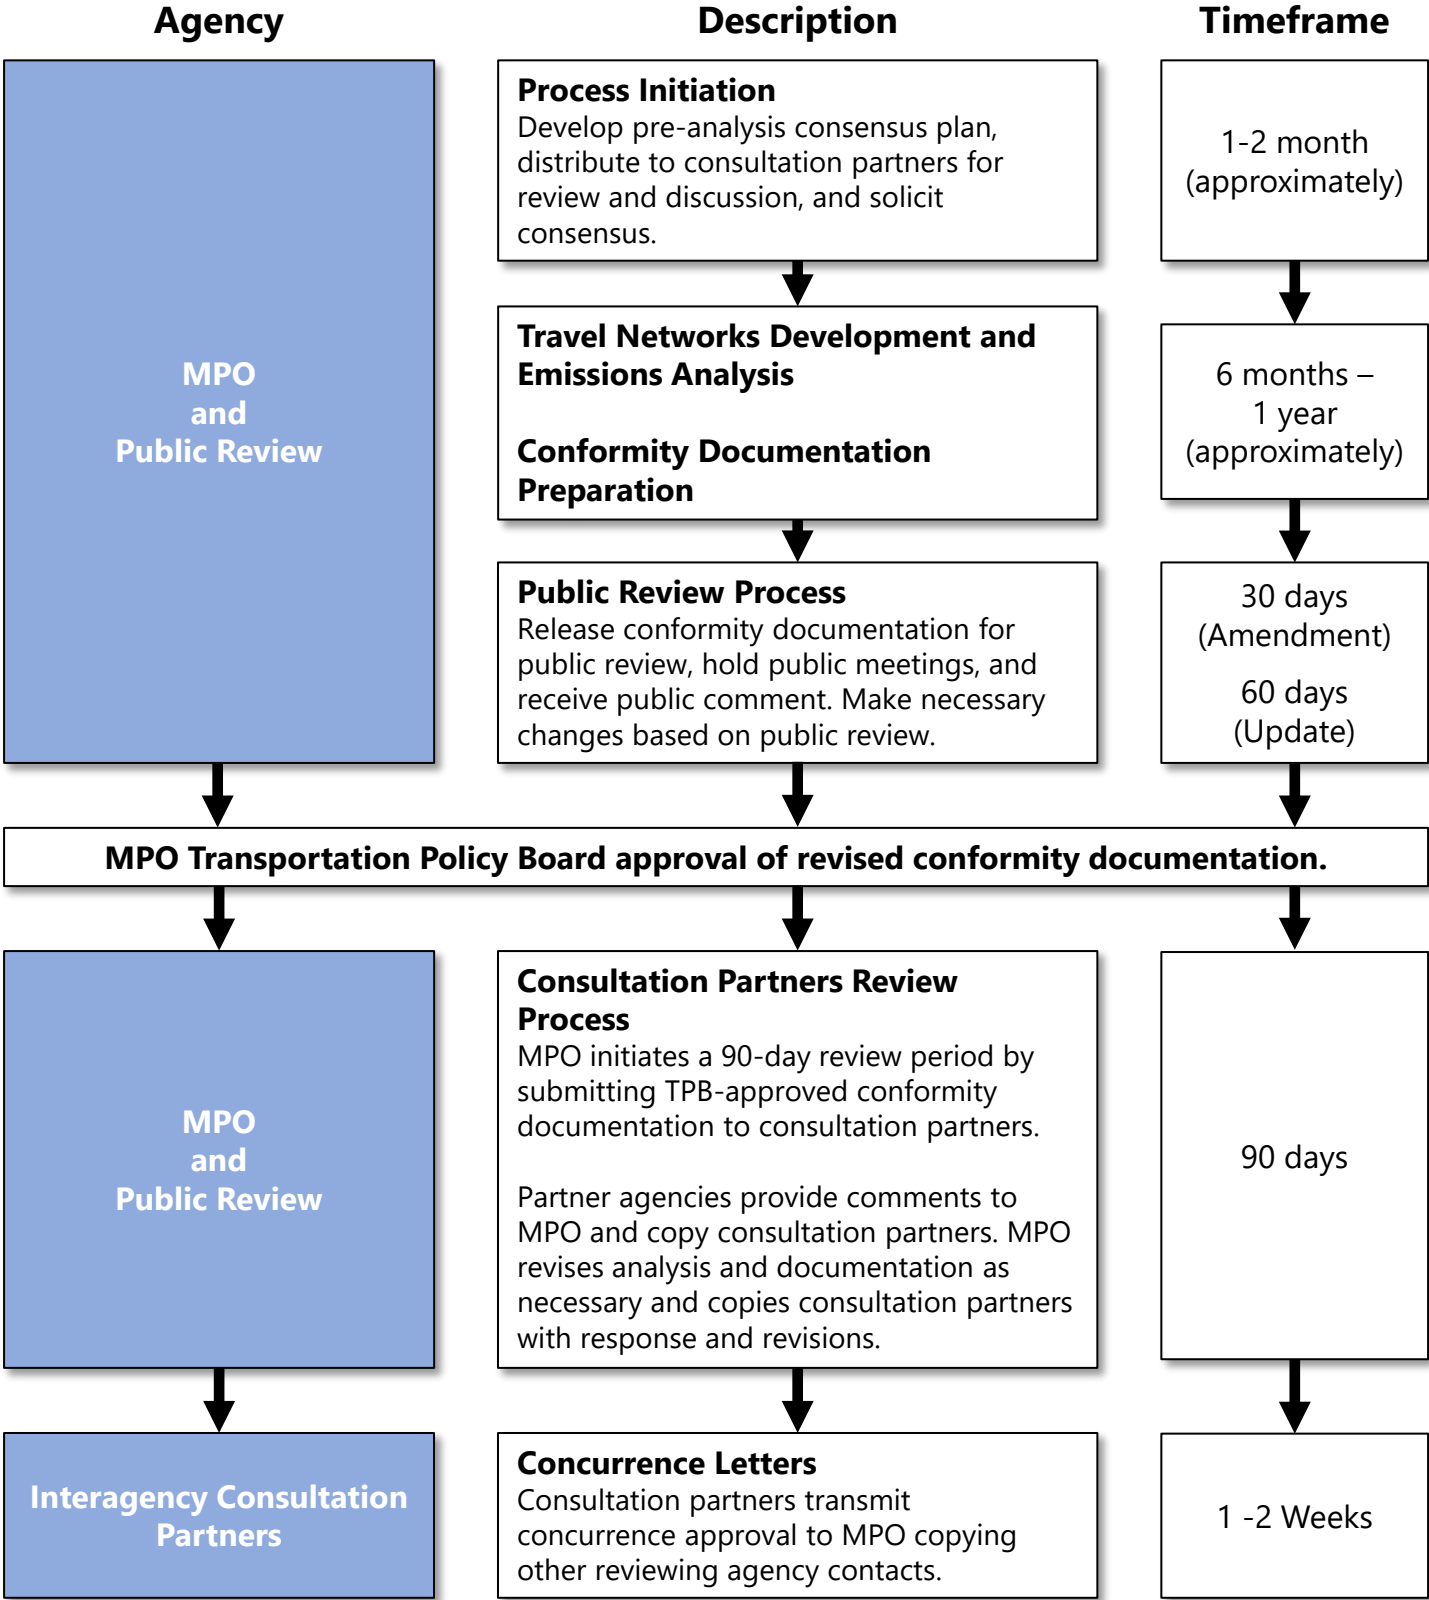 Agency
Description
Timeframe
MPO
and
Public Review
Process Initiation
Develop pre-analysis consensus plan,
distribute to consultation partners for
review and discussion, and solicit
consensus.
1-2 month
(approximately)
Travel Networks Development and
Emissions Analysis
Conformity Documentation
Preparation
6 months –
1 year
(approximately)
Public Review Process
Release conformity documentation for
public review, hold public meetings, and
receive public comment. Make necessary
changes based on public review.
30 days
(Amendment)
60 days
(Update)
MPO Transportation Policy Board approval of revised conformity documentation.
MPO
and
Public Review
Consultation Partners Review
Process
MPO initiates a 90-day review period by
submitting TPB-approved conformity
documentation to consultation partners.
Partner agencies provide comments to
MPO and copy consultation partners. MPO
revises analysis and documentation as
necessary and copies consultation partners
with response and revisions.
90 days
Interagency Consultation
Partners
Concurrence Letters
Consultation partners transmit
concurrence approval to MPO copying
other reviewing agency contacts.
1 -2 Weeks